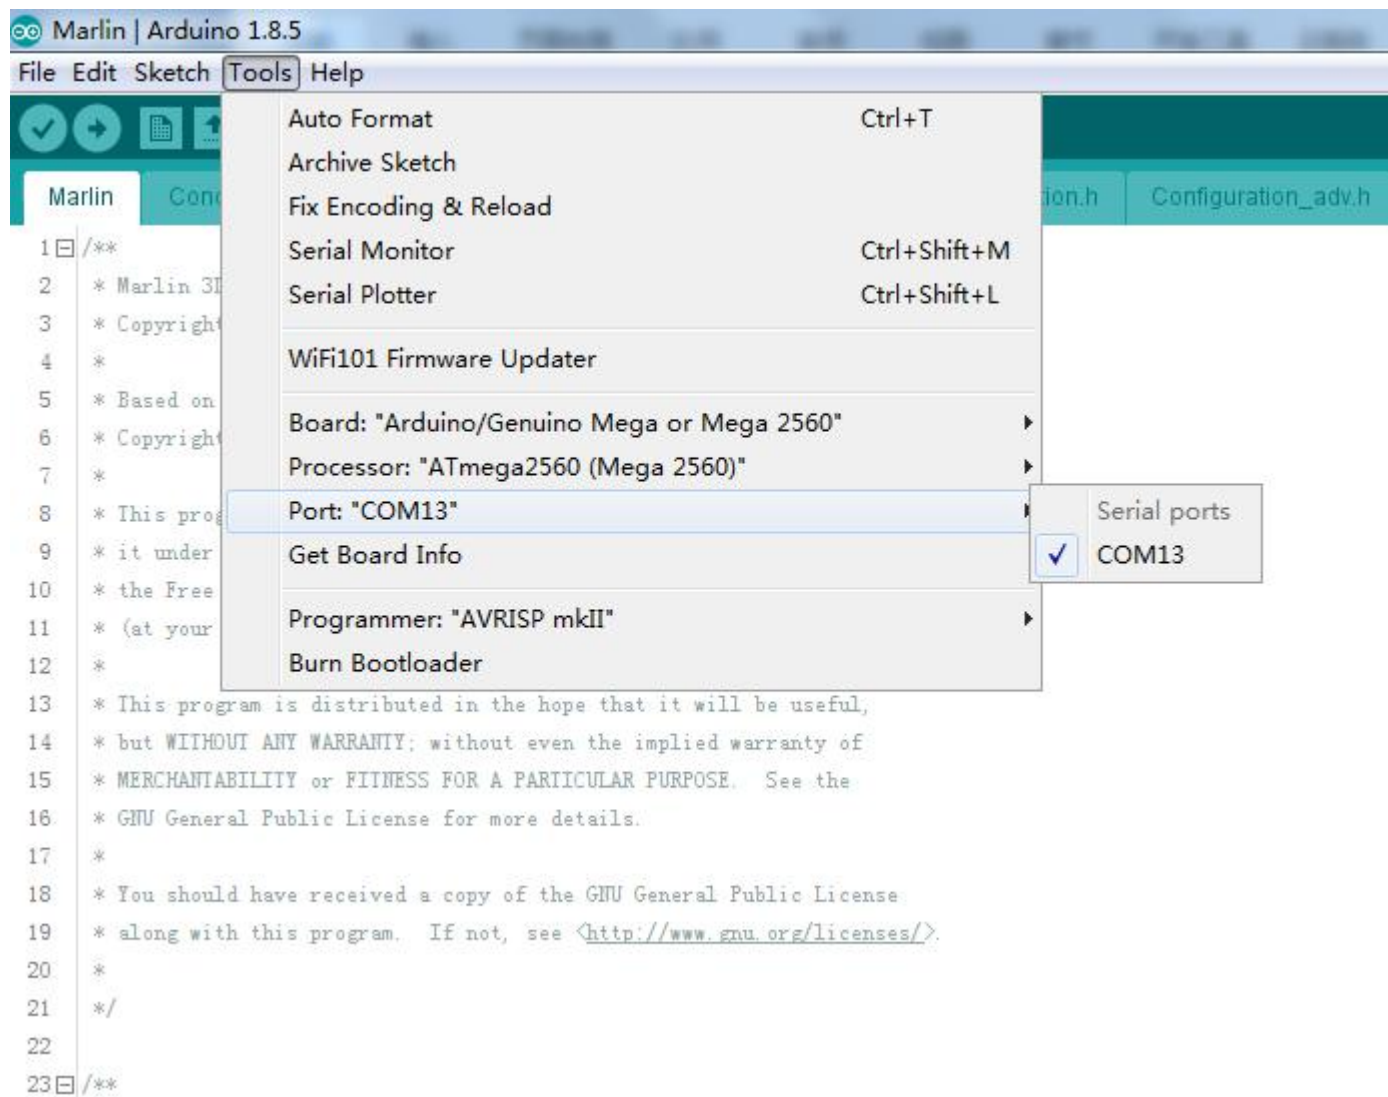 Marlin | Arduino 1.8.5
File Edit Sketch Tools Help
Auto Format Ctrl+T
Archive Sketch
Fix Encoding & Reload
Serial Monitor Ctrl+Shift+M
Serial Plotter Ctrl+Shift+L
WiFi101 Firmware Updater
Board: "Arduino/Genuino Mega or Mega 2560"
Processor: "ATmega2560 (Mega 2560)"
Port: "COM13"
Get Board Info
Programmer: "AVRISP mkII"
Burn Bootloader
Serial ports
✓ COM13
Marlin Configuration_adv.h
1 /**
2 * Marlin
3 * Copyright
4 *
5 * Based on
6 * Copyright
7 *
8 * This
9 * it under
10 * the Free
11 * (at your
12 *
13 * This program is distributed in the hope that it will be useful,
14 * but WITHOUT ANY WARRANTY; without even the implied warranty of
15 * MERCHANTABILITY or FITNESS FOR A PARTICULAR PURPOSE. See the
16 * GNU General Public License for more details.
17 *
18 * You should have received a copy of the GNU General Public License
19 * along with this program. If not, see <http://www.gnu.org/licenses/>.
20 *
21 */
22
23 /**